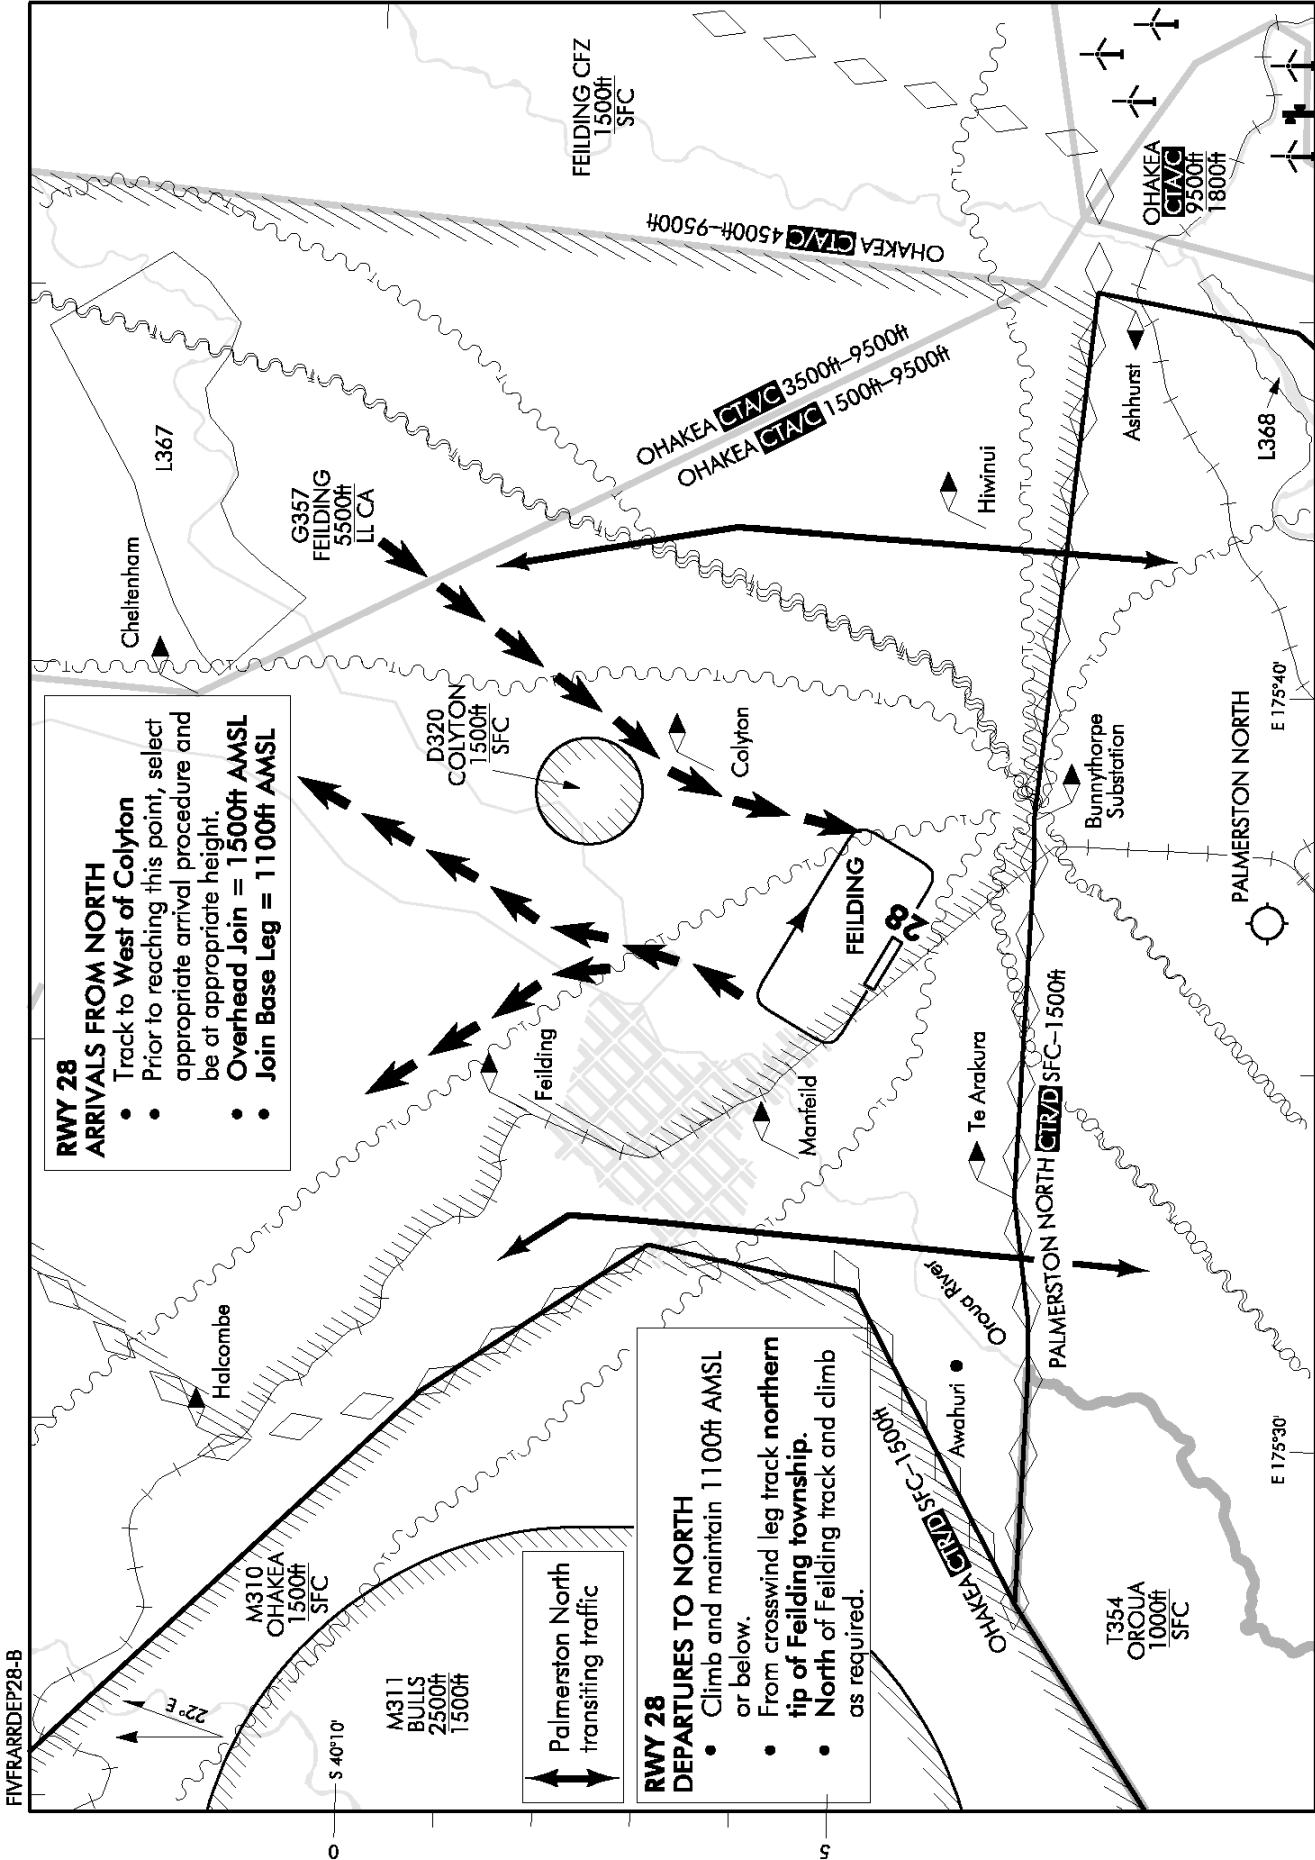 FIVFRARRDEP28-B
RWY 28
ARRIVALS FROM NORTH
• Track to West of Colyton
• Prior to reaching this point, select
appropriate arrival procedure and
be at appropriate height.
• Overhead Join = 1500ft AMSL
• Join Base Leg = 1100ft AMSL
Cheltenham
L367
G357
FEILDING
5500ft
LL CA
FEILDING CFZ
1500ft
SFC
OHAKEA CTA/C 4500ft–9500ft
OHAKEA CTA/C 3500ft–9500ft
OHAKEA CTA/C 1500ft–9500ft
OHAKEA
CTA/C
9500ft
1800ft
D320
COLYTON
1500ft
SFC
Colyton
Hiwinui
Ashhurst
L368
Halcombe
Feilding
FEILDING
28
Manfeild
Te Arakura
Bunnythorpe
Substation
PALMERSTON NORTH
E 175°40'
M310
OHAKEA
1500ft
SFC
22° E
M311
BULLS
2500ft
1500ft
S 40°10'
Palmerston North
transiting traffic
RWY 28
DEPARTURES TO NORTH
• Climb and maintain 1100ft AMSL
or below.
• From crosswind leg track northern
tip of Feilding township.
• North of Feilding track and climb
as required.
Oroua River
Awahuri
OHAKEA CTR/D SFC–1500ft
PALMERSTON NORTH CTR/D SFC–1500ft
T354
OROUA
1000ft
SFC
E 175°30'
0
5